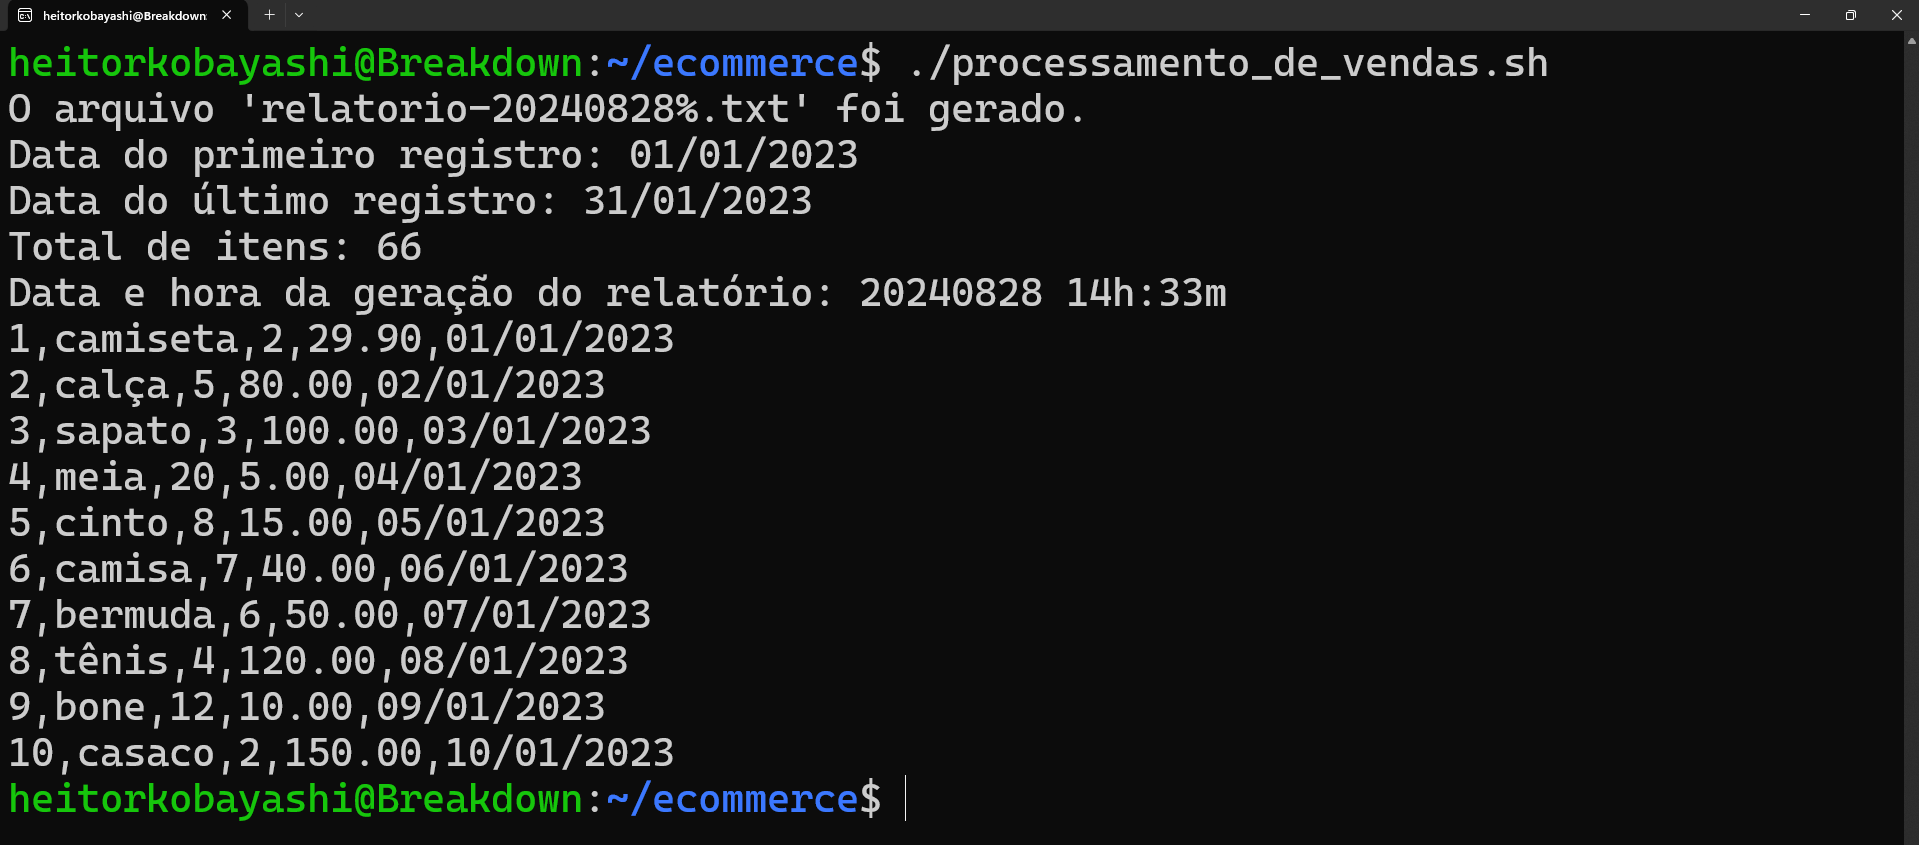 heitorkobayashi@Breakdown:
heitorkobayashi@Breakdown:~/ecommerce$ ./processamento_de_vendas.sh
O arquivo 'relatorio-20240828%.txt' foi gerado.
Data do primeiro registro: 01/01/2023
Data do último registro: 31/01/2023
Total de itens: 66
Data e hora da geração do relatório: 20240828 14h:33m
1,camiseta,2,29.90,01/01/2023
2,calça,5,80.00,02/01/2023
3,sapato,3,100.00,03/01/2023
4,meia,20,5.00,04/01/2023
5,cinto,8,15.00,05/01/2023
6,camisa,7,40.00,06/01/2023
7,bermuda,6,50.00,07/01/2023
8,tênis,4,120.00,08/01/2023
9,bone,12,10.00,09/01/2023
10,casaco,2,150.00,10/01/2023
heitorkobayashi@Breakdown:~/ecommerce$